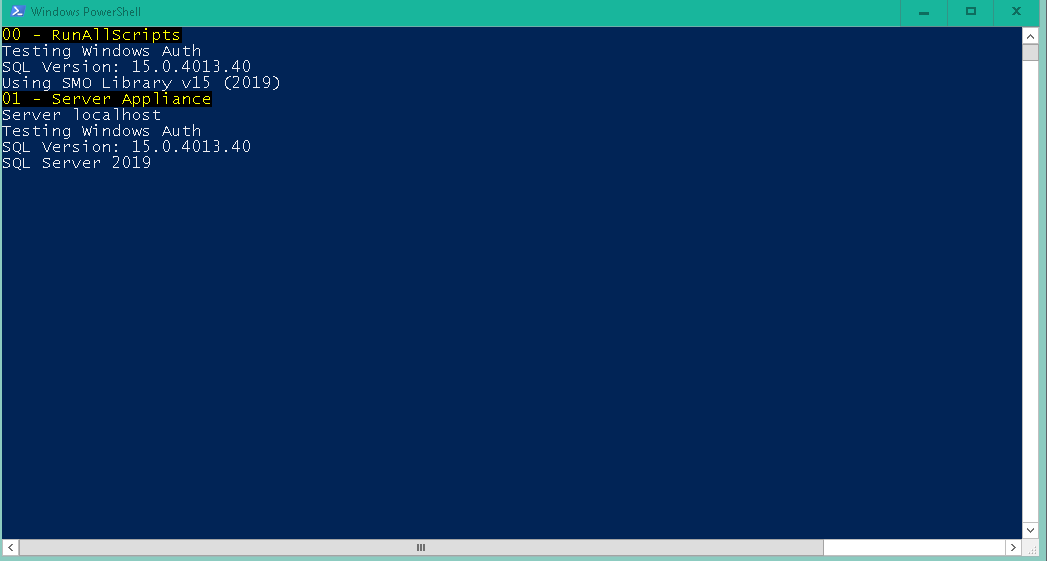 Windows PowerShell
00 - RunAllScripts
Testing Windows Auth
SQL Version: 15.0.4013.40
Using SMO Library v15 (2019)
01 - Server Appliance
Server localhost
Testing Windows Auth
SQL Version: 15.0.4013.40
SQL Server 2019